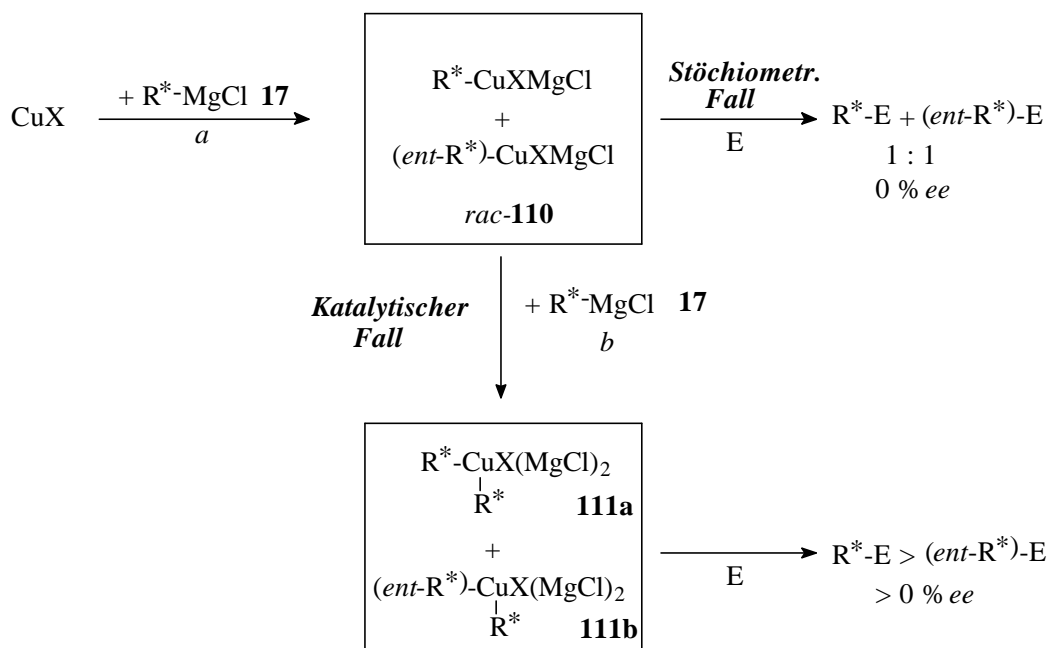 CuX
+ R*-MgCl 17
a
R*-CuXMgCl
+
(ent-R*)-CuXMgCl
rac-110
Stöchiometr.
Fall
E
R*-E + (ent-R*)-E
1 : 1
0 % ee
Katalytischer
Fall
+ R*-MgCl 17
b
R*-CuX(MgCl)2
R*
111a
+
(ent-R*)-CuX(MgCl)2
R*
111b
E
R*-E > (ent-R*)-E
> 0 % ee